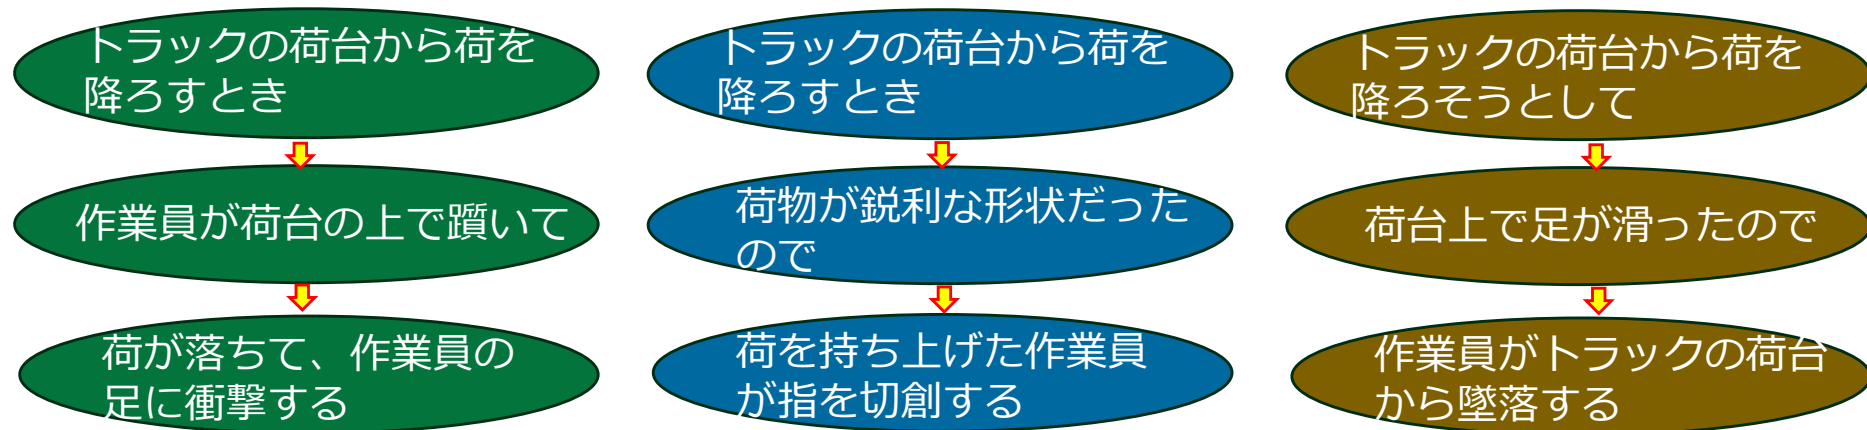 トラックの荷台から荷を
降ろすとき
作業員が荷台の上で躓いて
荷が落ちて、作業員の
足に衝撃する
トラックの荷台から荷を
降ろすとき
荷物が鋭利な形状だった
ので
荷を持ち上げた作業員
が指を切創する
トラックの荷台から荷を
降ろそうとして
荷台上で足が滑ったので
作業員がトラックの荷台
から墜落する